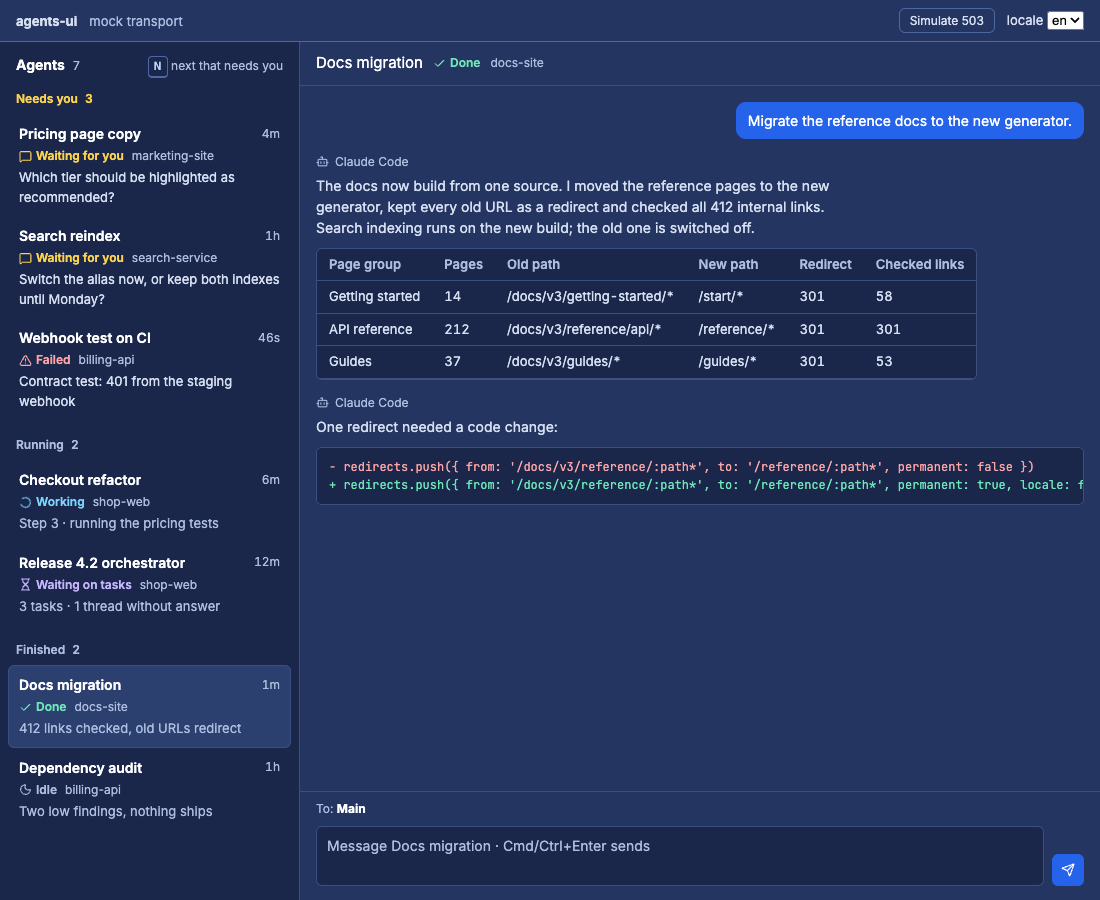 agents-ui mock transport Simulate 503 locale en
Agents 7 N next that needs you
Needs you 3
Pricing page copy 4m
Waiting for you marketing-site
Which tier should be highlighted as
recommended?
Search reindex 1h
Waiting for you search-service
Switch the alias now, or keep both indexes
until Monday?
Webhook test on CI 46s
Failed billing-api
Contract test: 401 from the staging
webhook
Running 2
Checkout refactor 6m
Working shop-web
Step 3 · running the pricing tests
Release 4.2 orchestrator 12m
Waiting on tasks shop-web
3 tasks · 1 thread without answer
Finished 2
Docs migration 1m
Done docs-site
412 links checked, old URLs redirect
Dependency audit 1h
Idle billing-api
Two low findings, nothing ships
Docs migration Done docs-site
Migrate the reference docs to the new generator.
Claude Code
The docs now build from one source. I moved the reference pages to the new
generator, kept every old URL as a redirect and checked all 412 internal links.
Search indexing runs on the new build; the old one is switched off.
Page group Pages Old path New path Redirect Checked links
Getting started 14 /docs/v3/getting-started/* /start/* 301 58
API reference 212 /docs/v3/reference/api/* /reference/* 301 301
Guides 37 /docs/v3/guides/* /guides/* 301 53
Claude Code
One redirect needed a code change:
- redirects.push({ from: '/docs/v3/reference/:path*', to: '/reference/:path*', permanent: false })
+ redirects.push({ from: '/docs/v3/reference/:path*', to: '/reference/:path*', permanent: true, locale: f
To: Main
Message Docs migration · Cmd/Ctrl+Enter sends